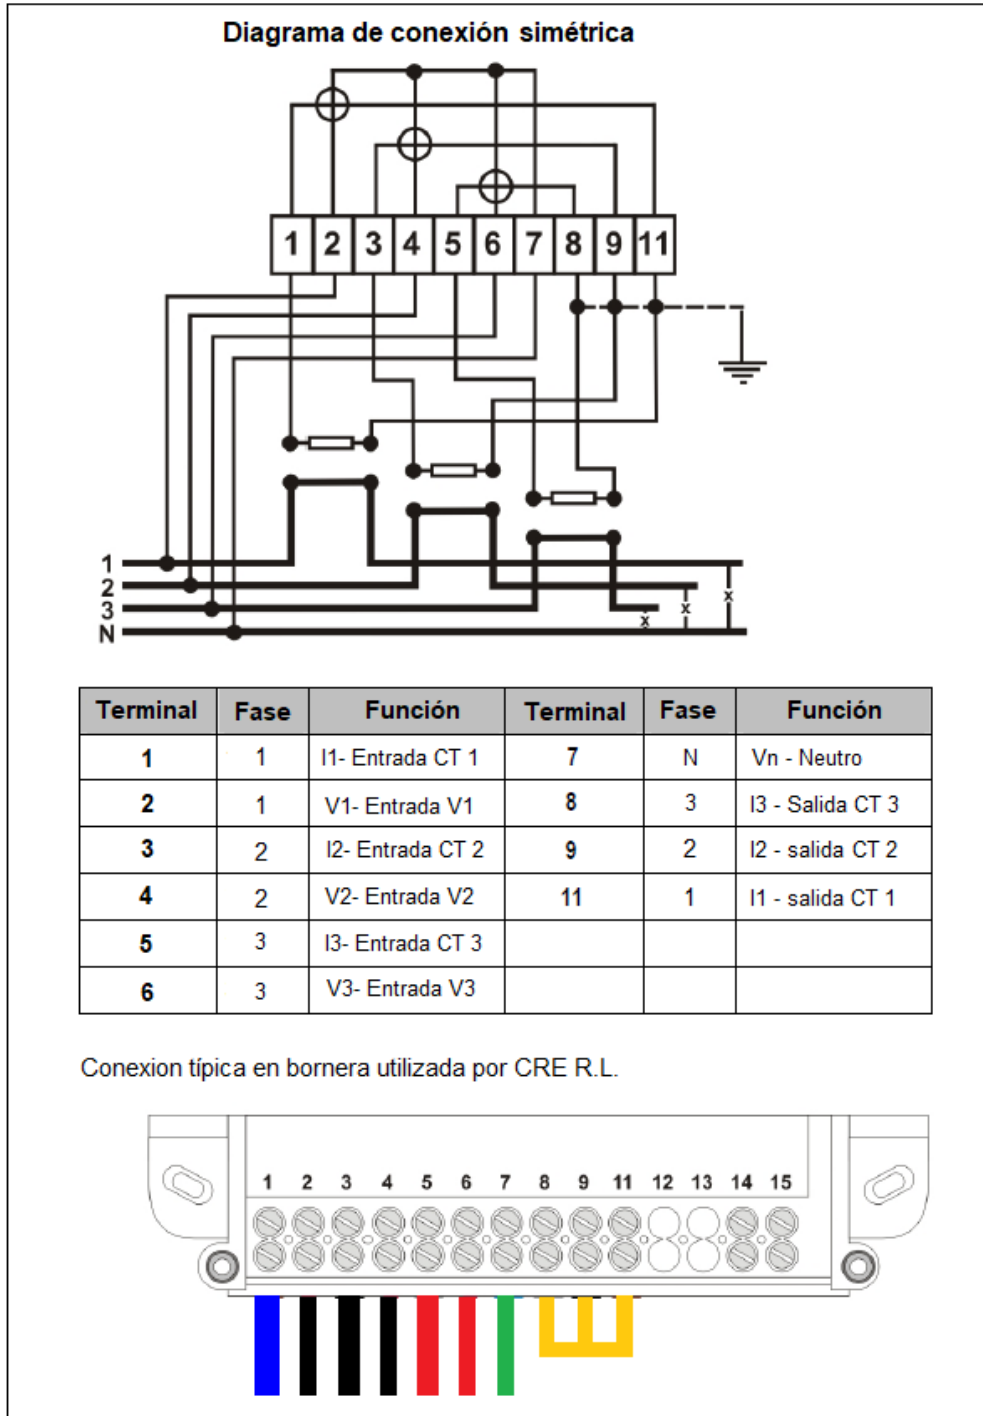 Diagrama de conexión simétrica
1 2 3 4 5 6 7 8 9 11
1
2
3
N
x x x
Terminal Fase Función Terminal Fase Función
1 1 I1- Entrada CT 1 7 N Vn - Neutro
2 1 V1- Entrada V1 8 3 I3 - Salida CT 3
3 2 I2- Entrada CT 2 9 2 I2 - salida CT 2
4 2 V2- Entrada V2 11 1 I1 - salida CT 1
5 3 I3- Entrada CT 3
6 3 V3- Entrada V3
Conexion típica en bornera utilizada por CRE R.L.
1 2 3 4 5 6 7 8 9 11 12 13 14 15